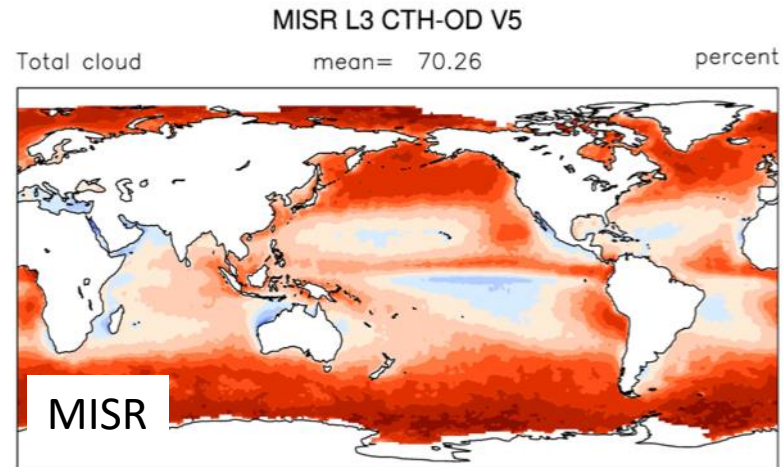 MISR L3 CTH-OD V5
Total cloud mean= 70.26 percent
MISR